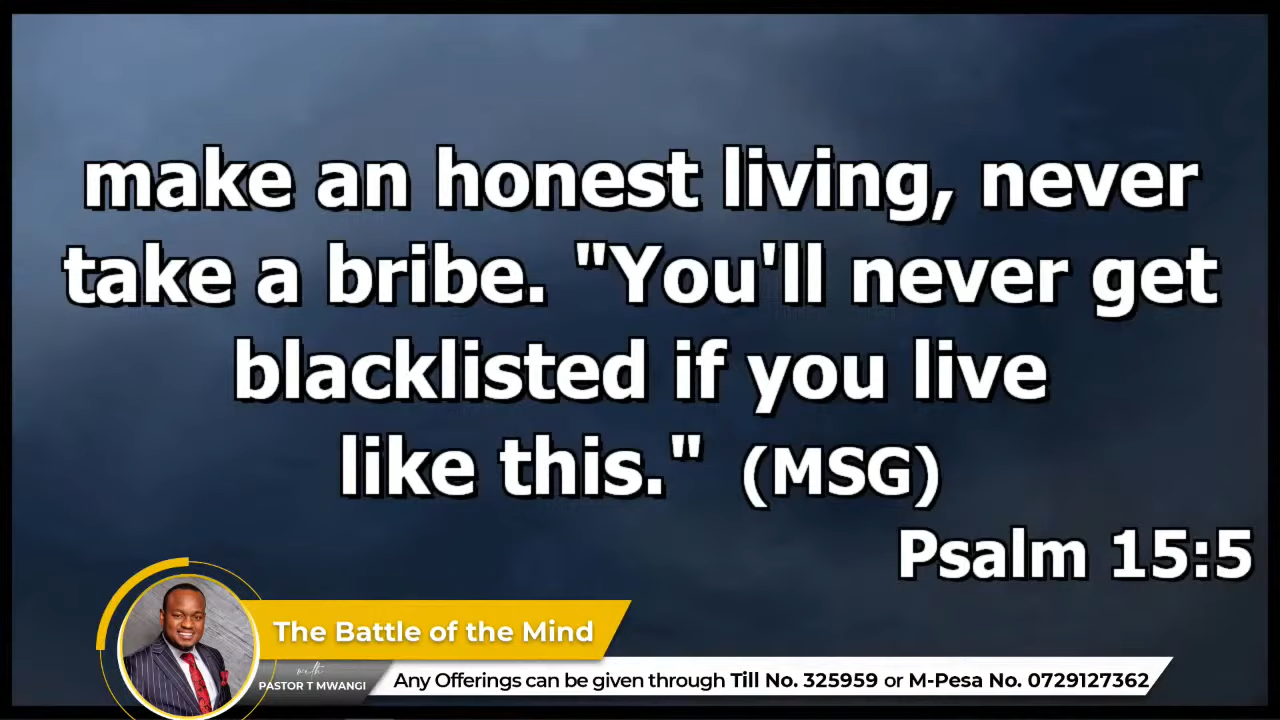 make an honest living, never
take a bribe. "You'll never get
blacklisted if you live
like this." (MSG)
Psalm 15:5
The Battle of the Mind
with
PASTOR T MWANGI
Any Offerings can be given through Till No. 325959 or M-Pesa No. 0729127362